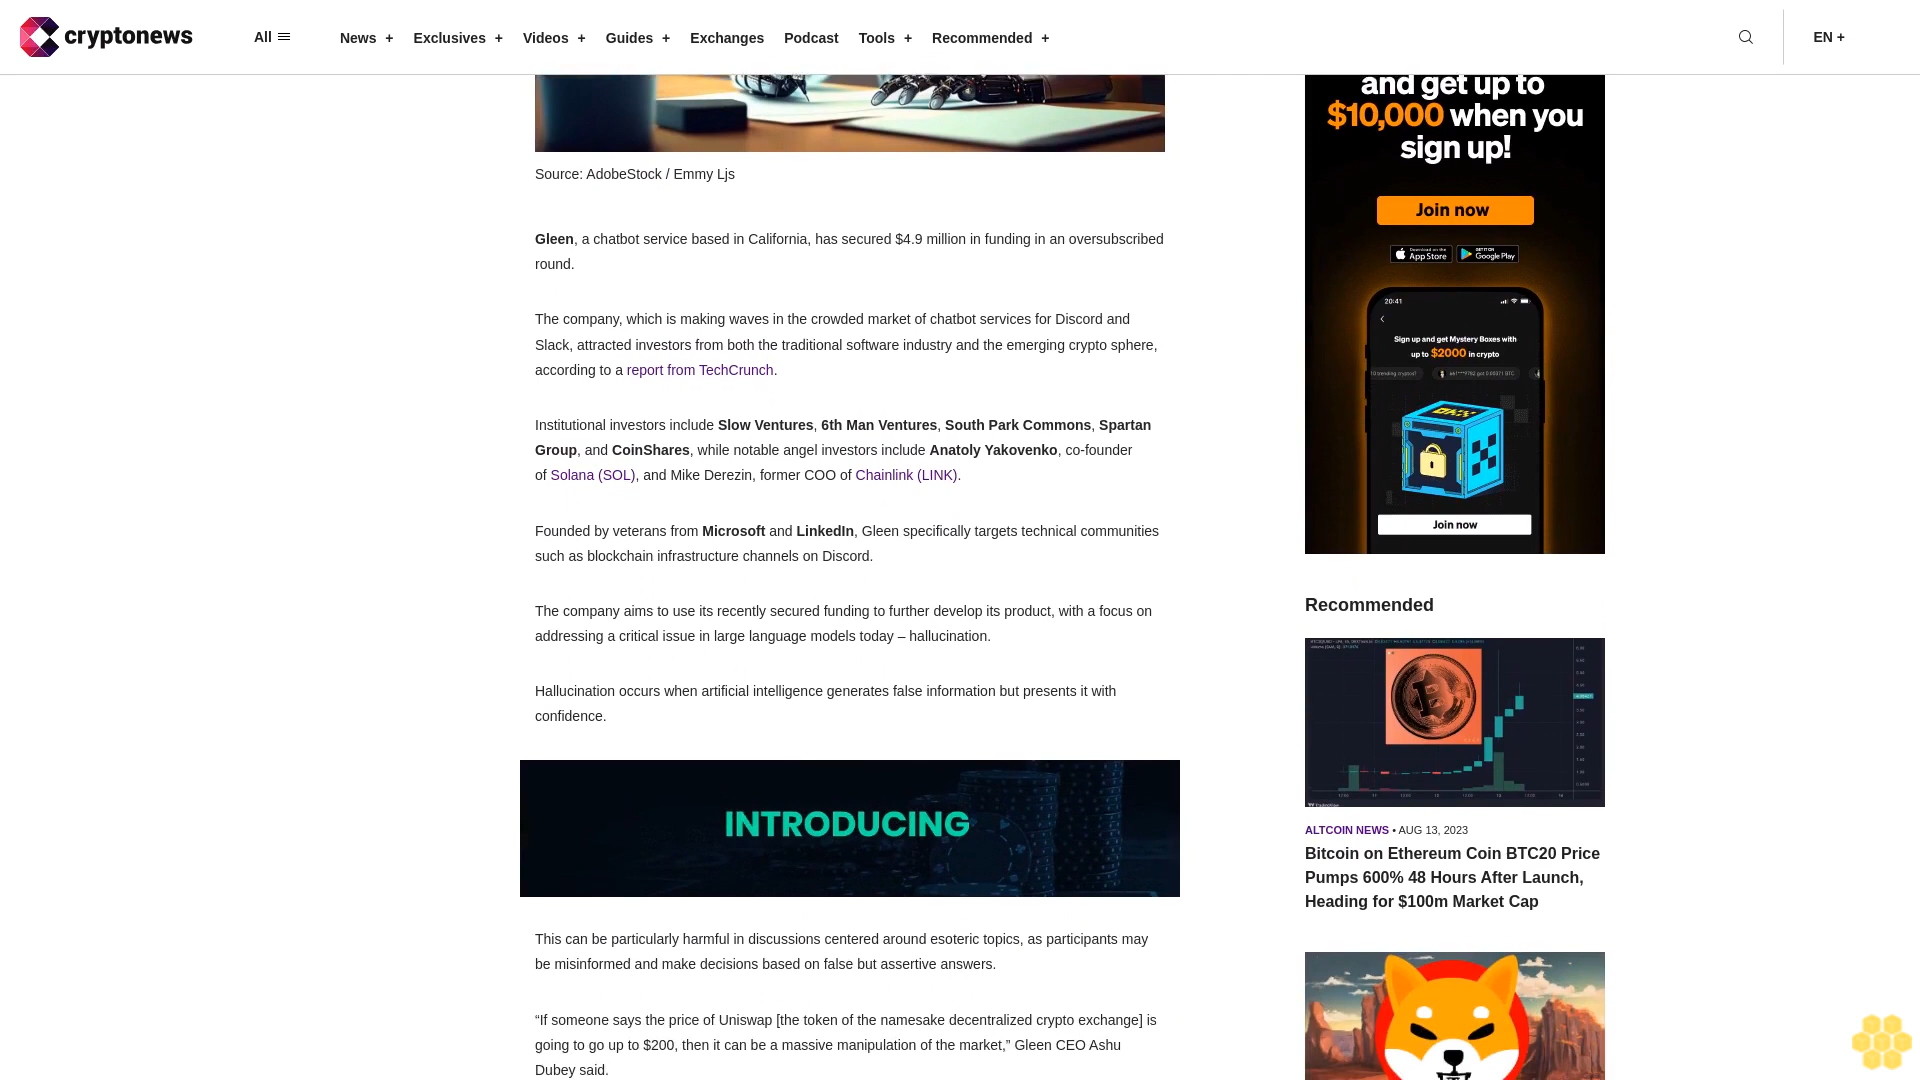 cryptonews
All
News + Exclusives + Videos + Guides + Exchanges Podcast Tools + Recommended +
EN +
Source: AdobeStock / Emmy Ljs
Gleen, a chatbot service based in California, has secured $4.9 million in funding in an oversubscribed
round.
The company, which is making waves in the crowded market of chatbot services for Discord and
Slack, attracted investors from both the traditional software industry and the emerging crypto sphere,
according to a report from TechCrunch.
Institutional investors include Slow Ventures, 6th Man Ventures, South Park Commons, Spartan
Group, and CoinShares, while notable angel investors include Anatoly Yakovenko, co-founder
of Solana (SOL), and Mike Derezin, former COO of Chainlink (LINK).
Founded by veterans from Microsoft and LinkedIn, Gleen specifically targets technical communities
such as blockchain infrastructure channels on Discord.
The company aims to use its recently secured funding to further develop its product, with a focus on
addressing a critical issue in large language models today – hallucination.
Hallucination occurs when artificial intelligence generates false information but presents it with
confidence.
INTRODUCING
This can be particularly harmful in discussions centered around esoteric topics, as participants may
be misinformed and make decisions based on false but assertive answers.
“If someone says the price of Uniswap [the token of the namesake decentralized crypto exchange] is
going to go up to $200, then it can be a massive manipulation of the market,” Gleen CEO Ashu
Dubey said.
and get up to
$10,000 when you
sign up!
Join now
Download on the
App Store
GET IT ON
Google Play
20:41
Sign up and get Mystery Boxes with
up to $2000 in crypto
OKX
Join now
Recommended
ALTCOIN NEWS • AUG 13, 2023
Bitcoin on Ethereum Coin BTC20 Price
Pumps 600% 48 Hours After Launch,
Heading for $100m Market Cap